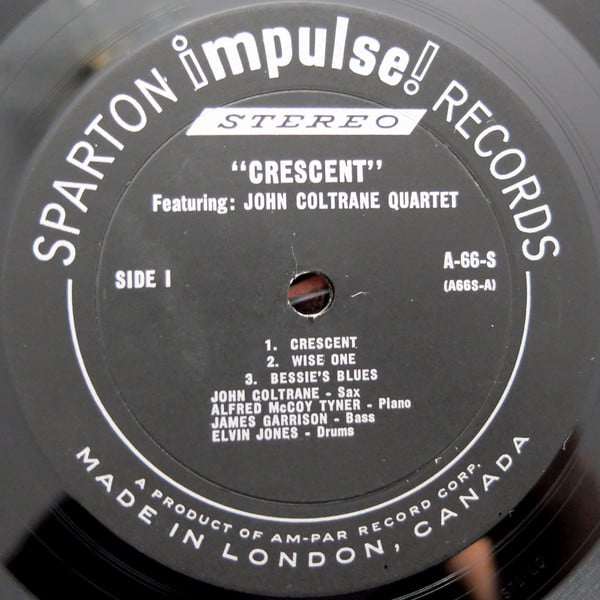 SPARTON impulse! RECORDS
STEREO
"CRESCENT"
Featuring: JOHN COLTRANE QUARTET
SIDE I
A-66-S
(A66S-A)
1. CRESCENT
2. WISE ONE
3. BESSIE'S BLUES
JOHN COLTRANE - Sax
ALFRED McCOY TYNER - Piano
JAMES GARRISON - Bass
ELVIN JONES - Drums
A PRODUCT OF AM-PAR RECORD CORP.
MADE IN LONDON, CANADA